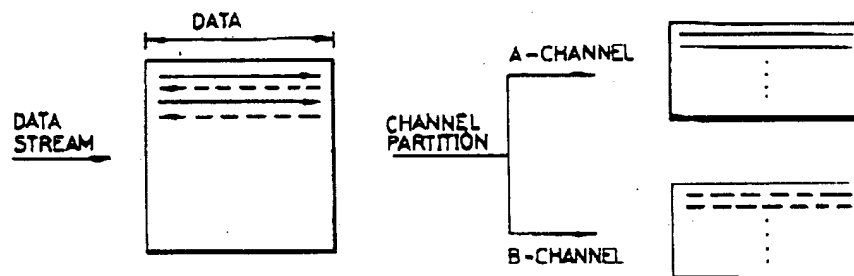 DATA
DATA
STREAM
CHANNEL
PARTITION
A-CHANNEL
B-CHANNEL